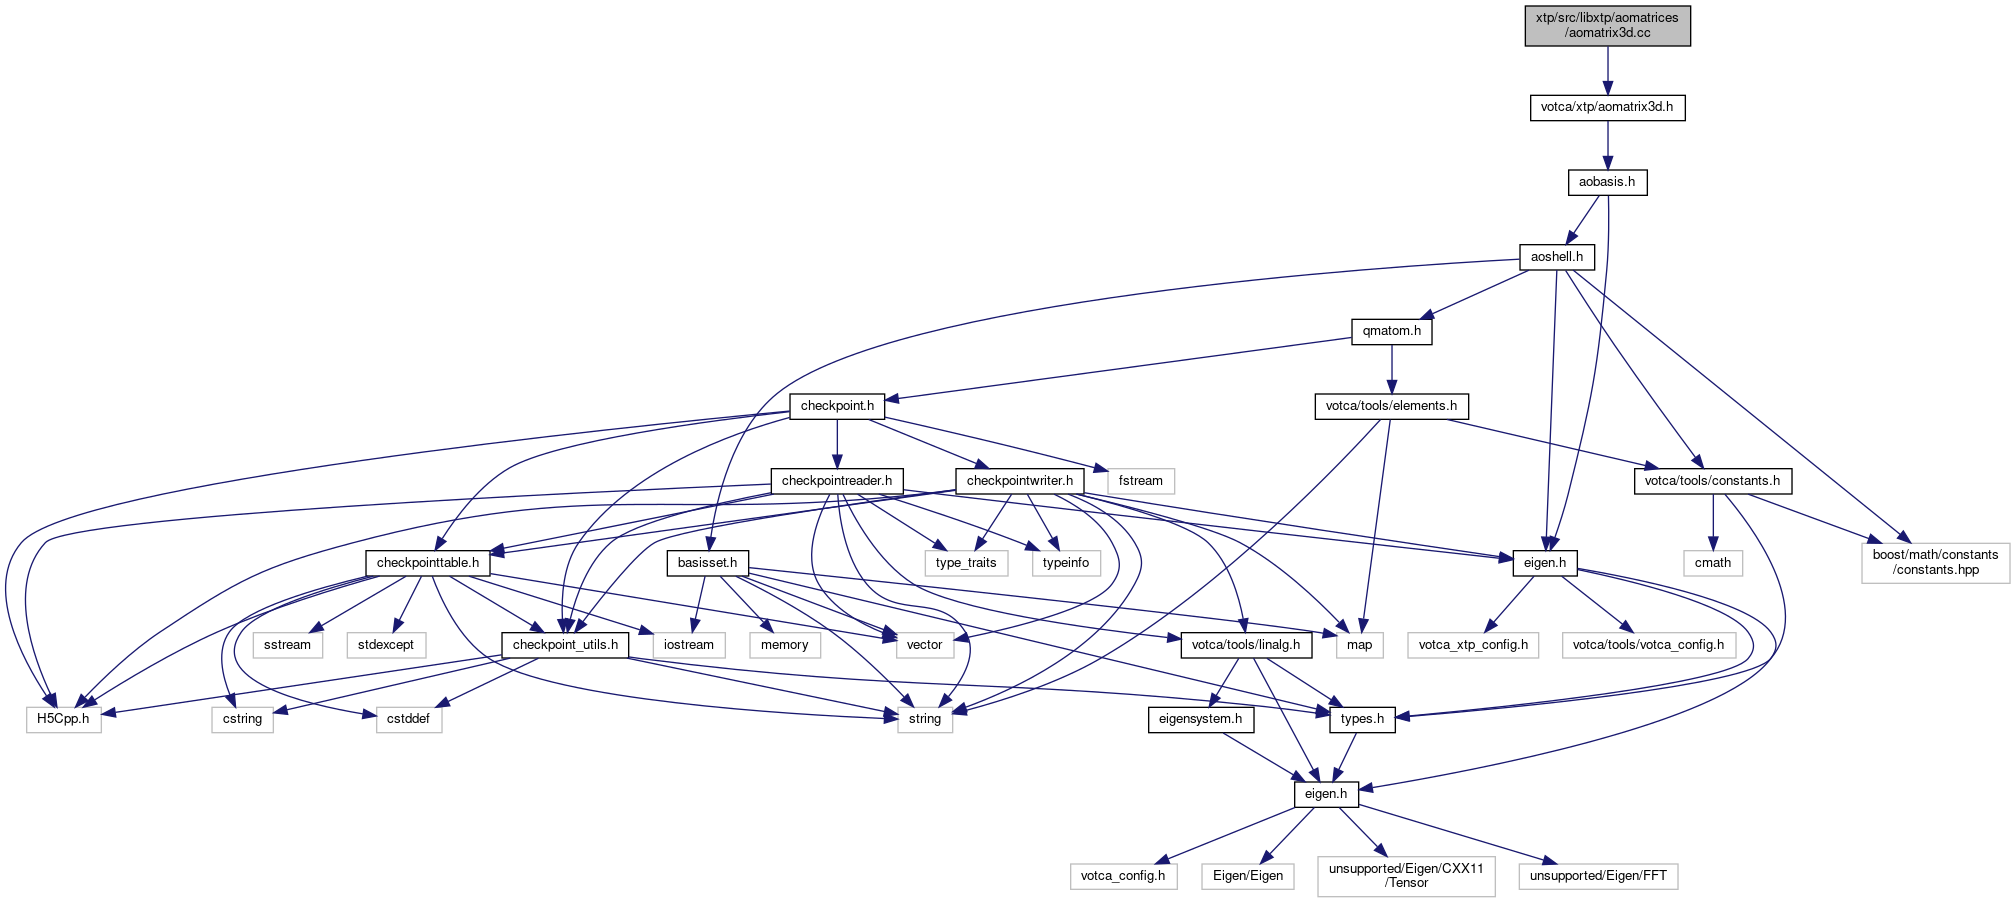 xtp/src/libxtp/aomatrices
/aomatrix3d.cc
votca/xtp/aomatrix3d.h
aobasis.h
aoshell.h
qmatom.h
checkpoint.h
votca/tools/elements.h
checkpointreader.h
checkpointwriter.h
fstream
votca/tools/constants.h
checkpointtable.h
basisset.h
type_traits
typeinfo
eigen.h
cmath
boost/math/constants
/constants.hpp
sstream
stdexcept
checkpoint_utils.h
iostream
memory
vector
votca/tools/linalg.h
map
votca_xtp_config.h
votca/tools/votca_config.h
H5Cpp.h
cstring
cstddef
string
eigensystem.h
types.h
eigen.h
votca_config.h
Eigen/Eigen
unsupported/Eigen/CXX11
/Tensor
unsupported/Eigen/FFT